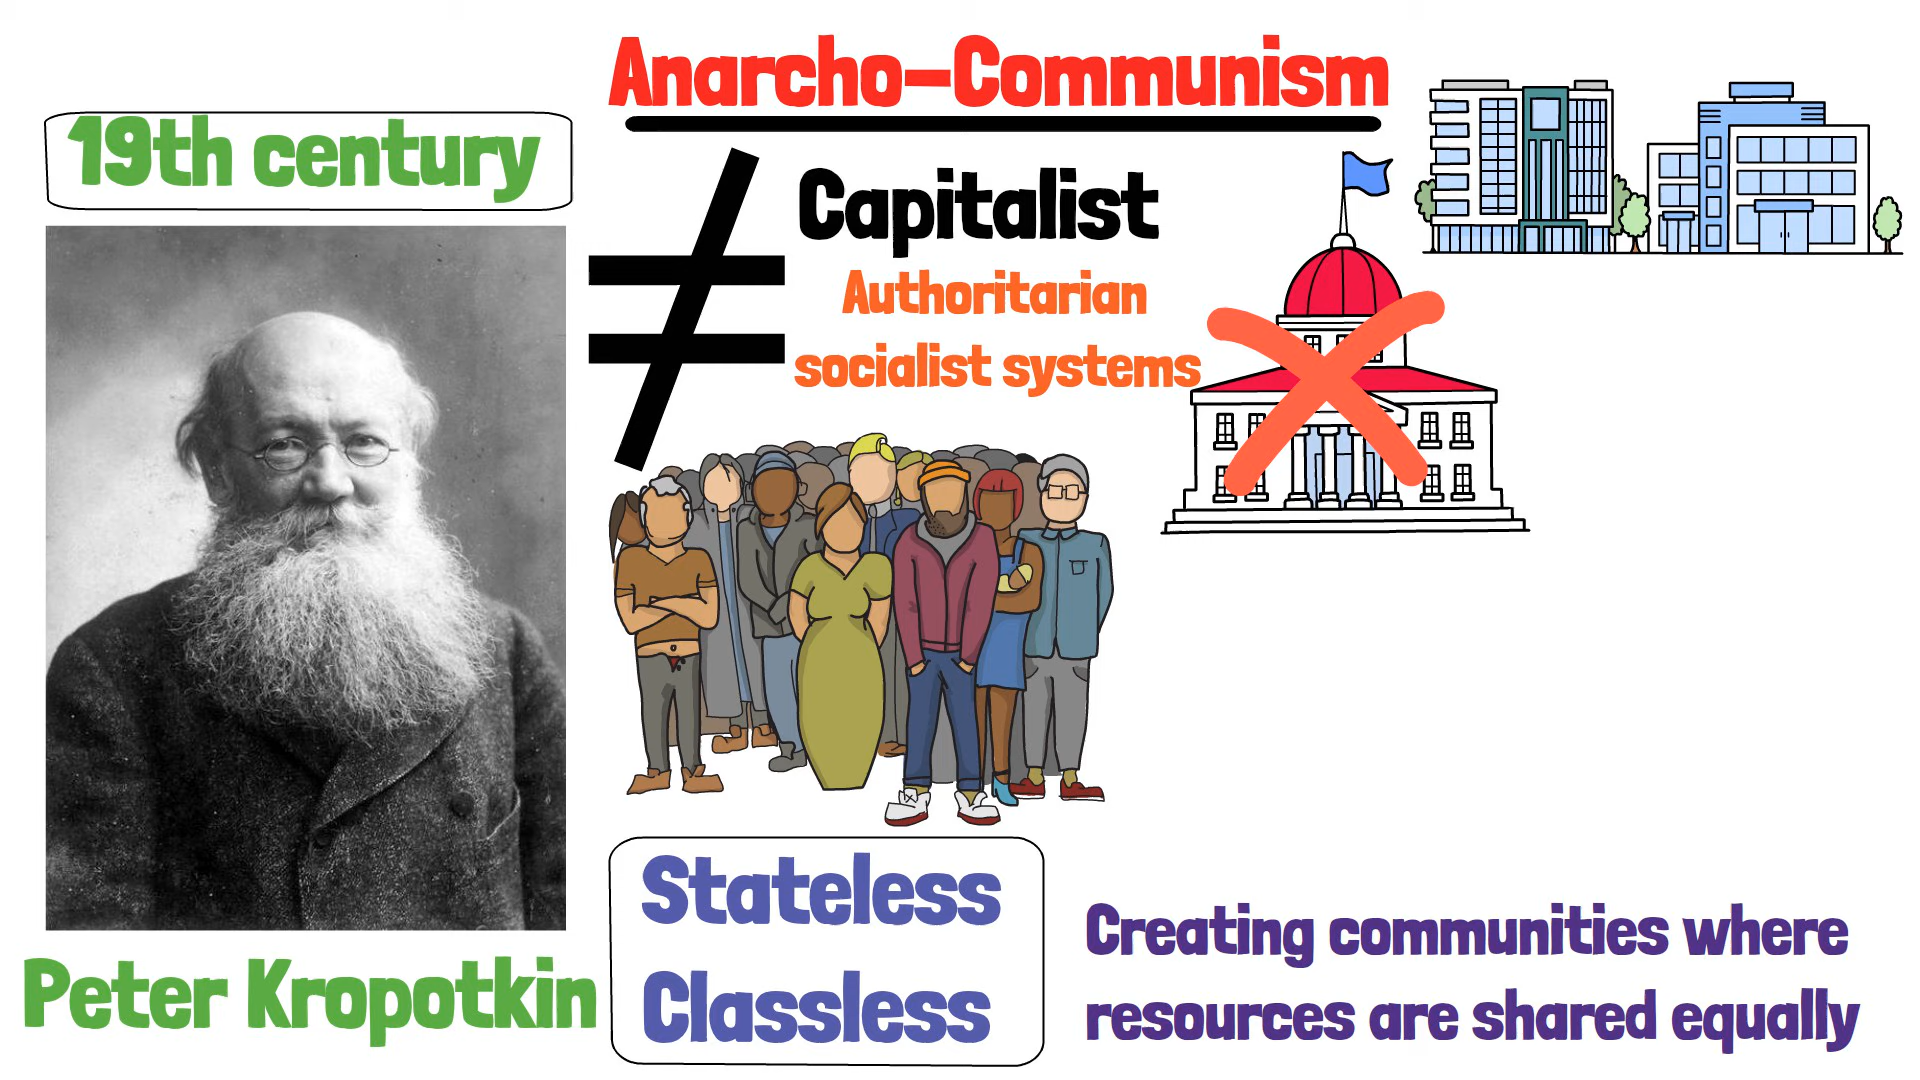 Anarcho-Communism
19th century
Capitalist
Authoritarian
socialist systems
Peter Kropotkin
Stateless
Classless
Creating communities where
resources are shared equally